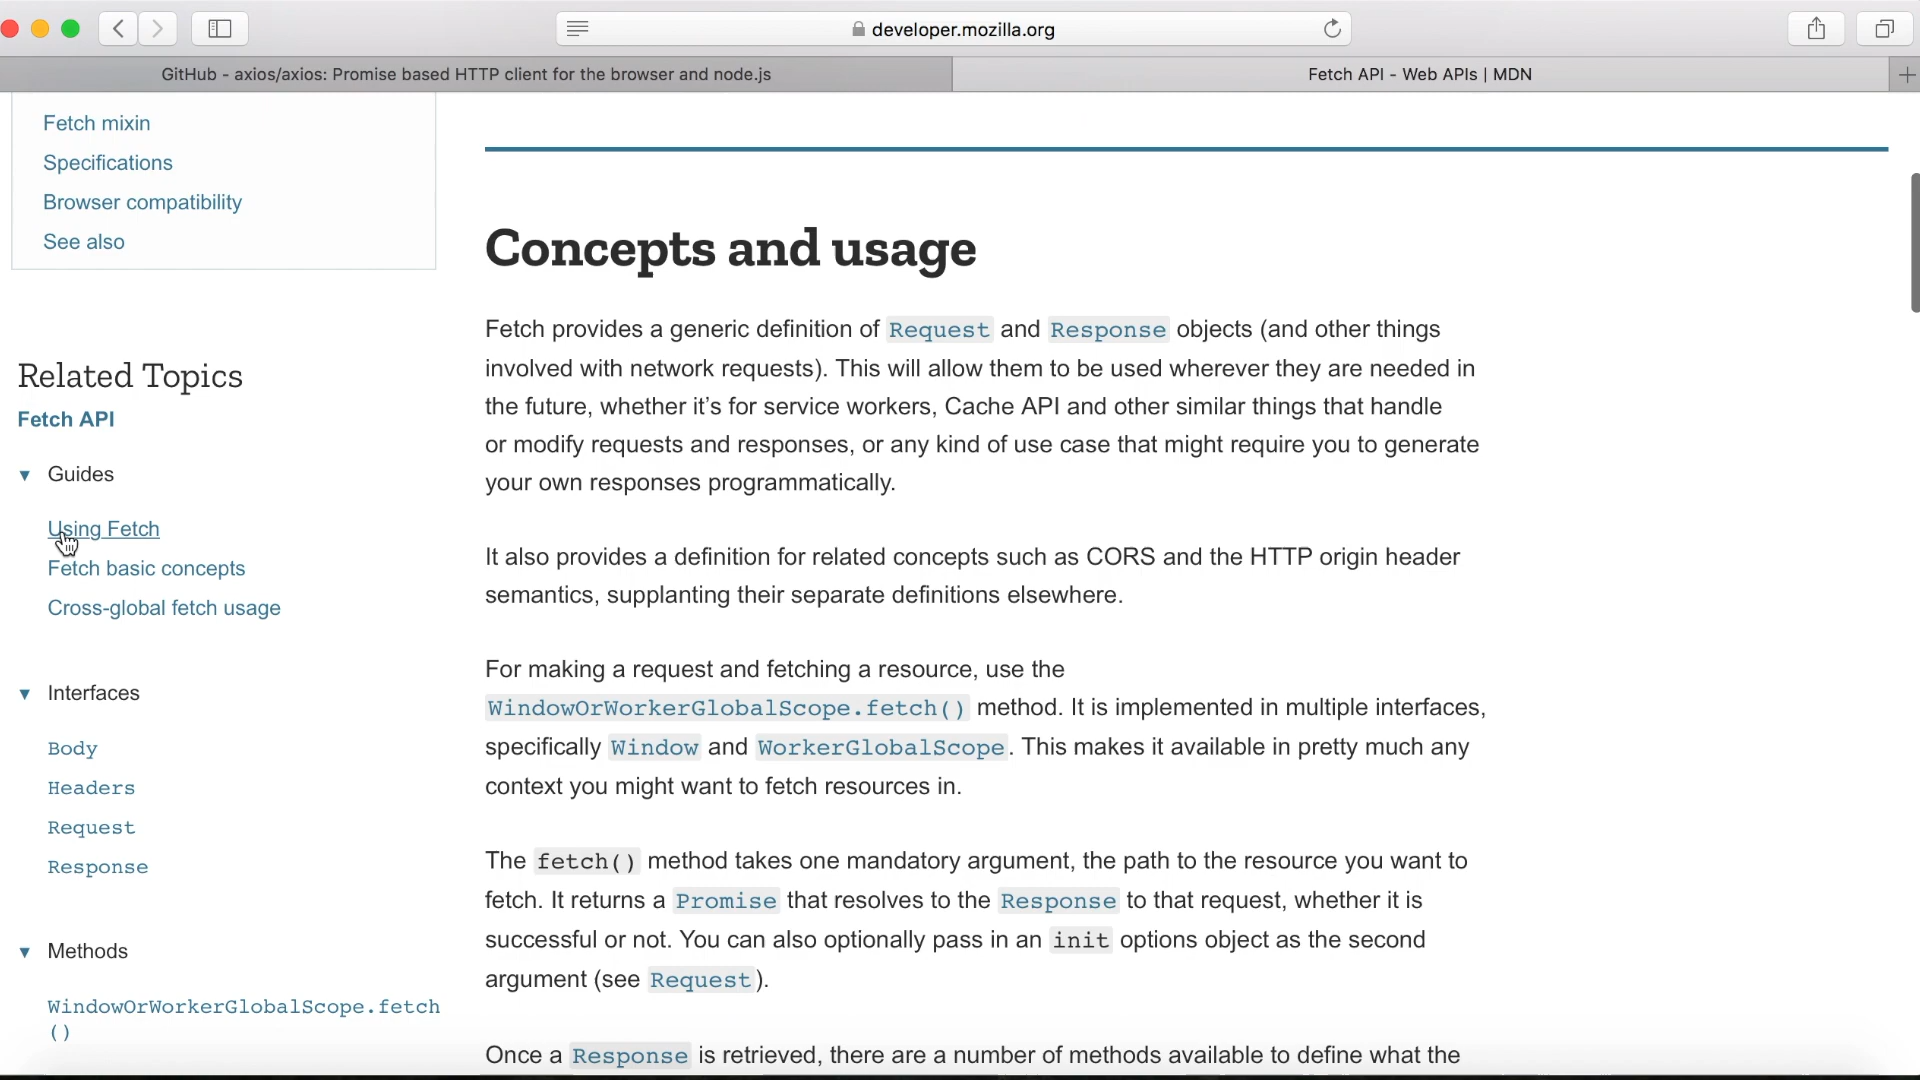 developer.mozilla.org
GitHub - axios/axios: Promise based HTTP client for the browser and node.js
Fetch API - Web APIs | MDN
Fetch mixin
Specifications
Browser compatibility
See also
Related Topics
Fetch API
Guides
Using Fetch
Fetch basic concepts
Cross-global fetch usage
Interfaces
Body
Headers
Request
Response
Methods
WindowOrWorkerGlobalScope.fetch
()
Concepts and usage
Fetch provides a generic definition of Request and Response objects (and other things
involved with network requests). This will allow them to be used wherever they are needed in
the future, whether it’s for service workers, Cache API and other similar things that handle
or modify requests and responses, or any kind of use case that might require you to generate
your own responses programmatically.
It also provides a definition for related concepts such as CORS and the HTTP origin header
semantics, supplanting their separate definitions elsewhere.
For making a request and fetching a resource, use the
WindowOrWorkerGlobalScope.fetch() method. It is implemented in multiple interfaces,
specifically Window and WorkerGlobalScope. This makes it available in pretty much any
context you might want to fetch resources in.
The fetch() method takes one mandatory argument, the path to the resource you want to
fetch. It returns a Promise that resolves to the Response to that request, whether it is
successful or not. You can also optionally pass in an init options object as the second
argument (see Request).
Once a Response is retrieved, there are a number of methods available to define what the